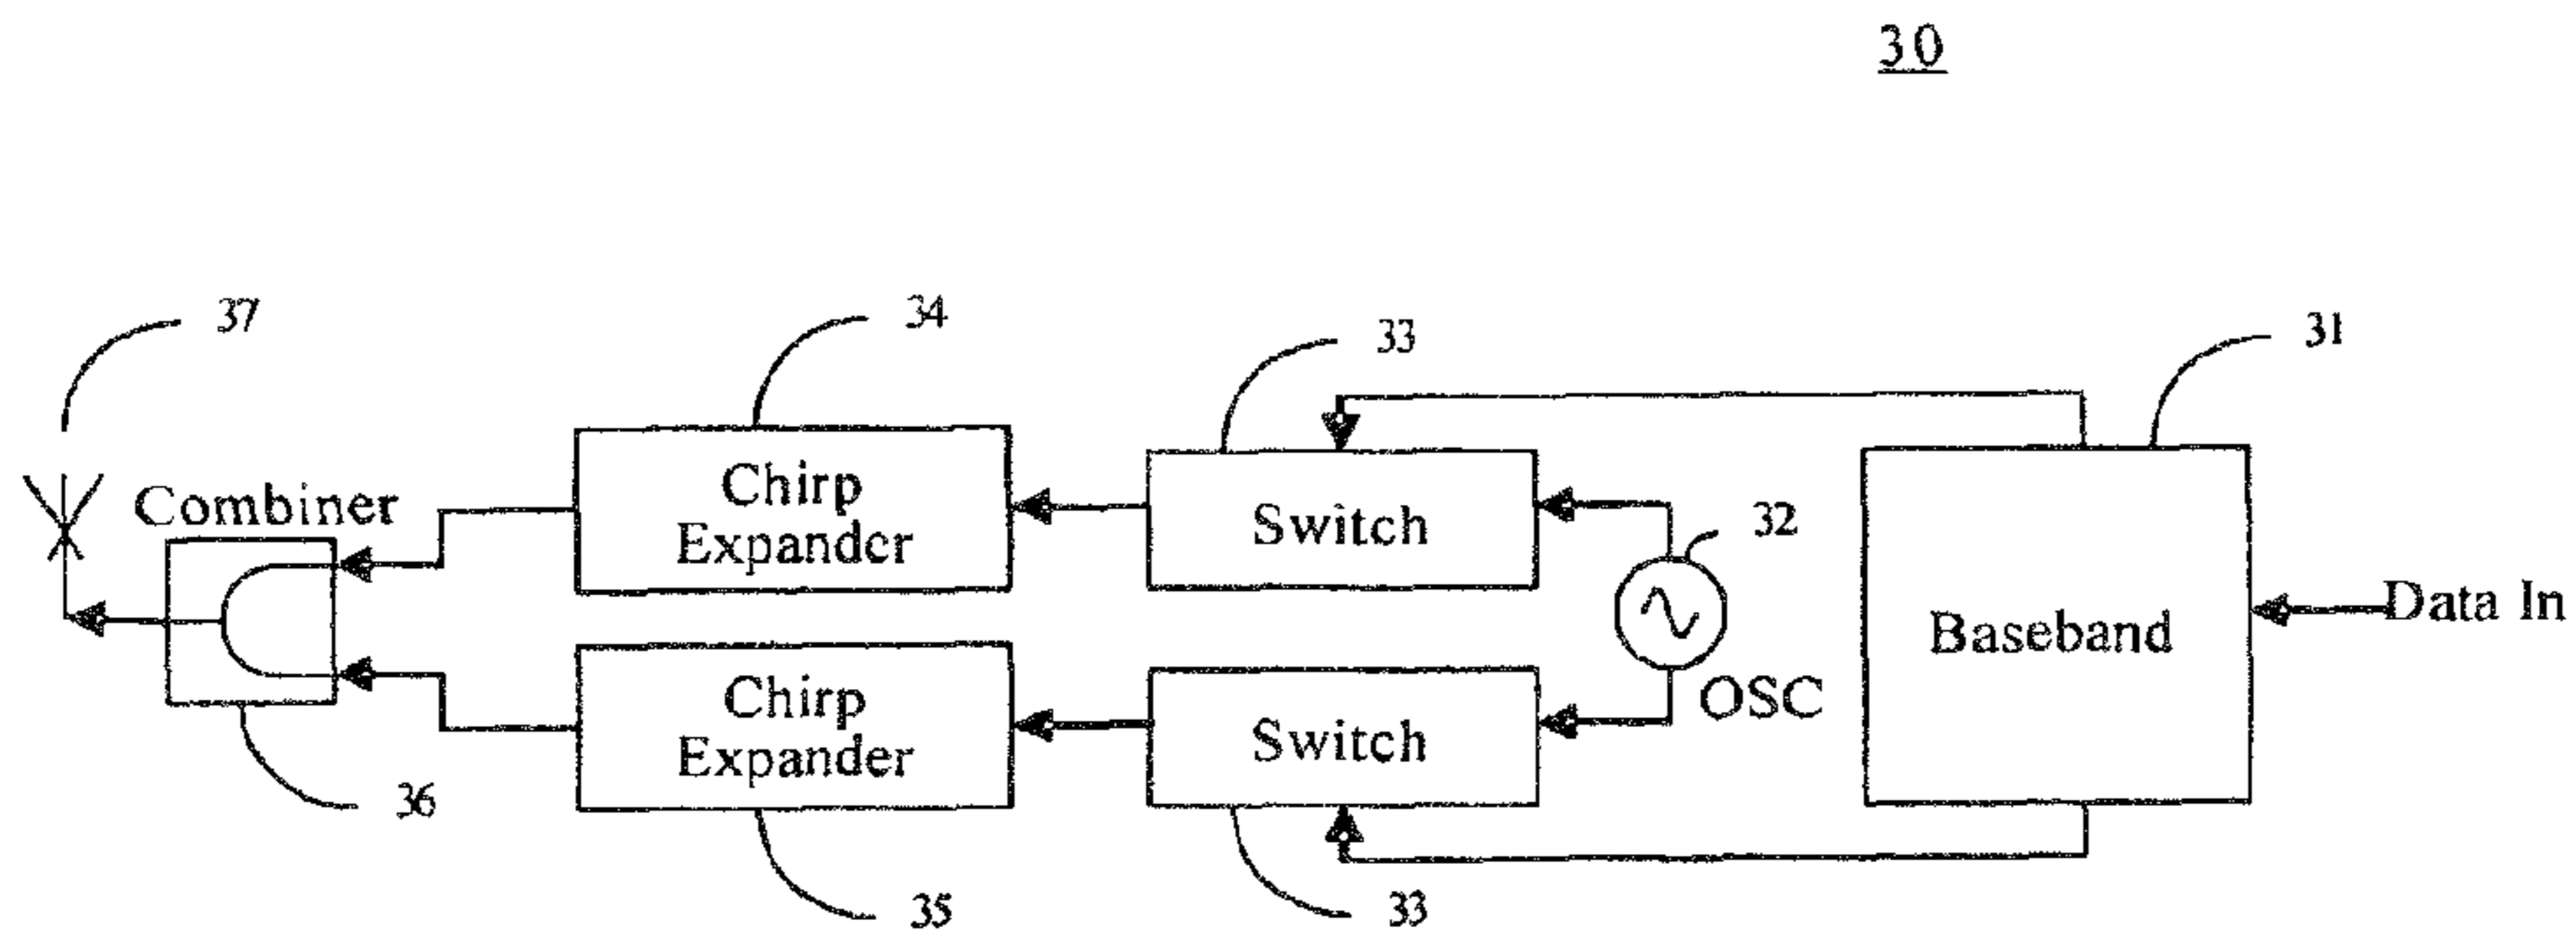 30
37
34
33
31
Combiner
Chirp
Expander
Switch
32
Data In
Baseband
OSC
Chirp
Expander
Switch
36
35
33